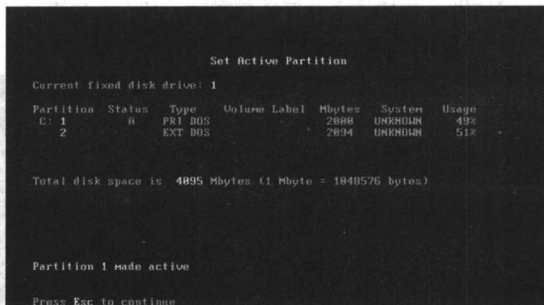 Set Active Partition
Current fixed disk drive: 1
Partition Status Type Volume Label Mbytes System Usage
C: 1 A PRI DOS 2000 UNKNOWN 49%
2 EXT DOS 2094 UNKNOWN 51%
Total disk space is 4095 Mbytes (1 Mbyte = 1048576 bytes)
Partition 1 made active
Press Esc to continue